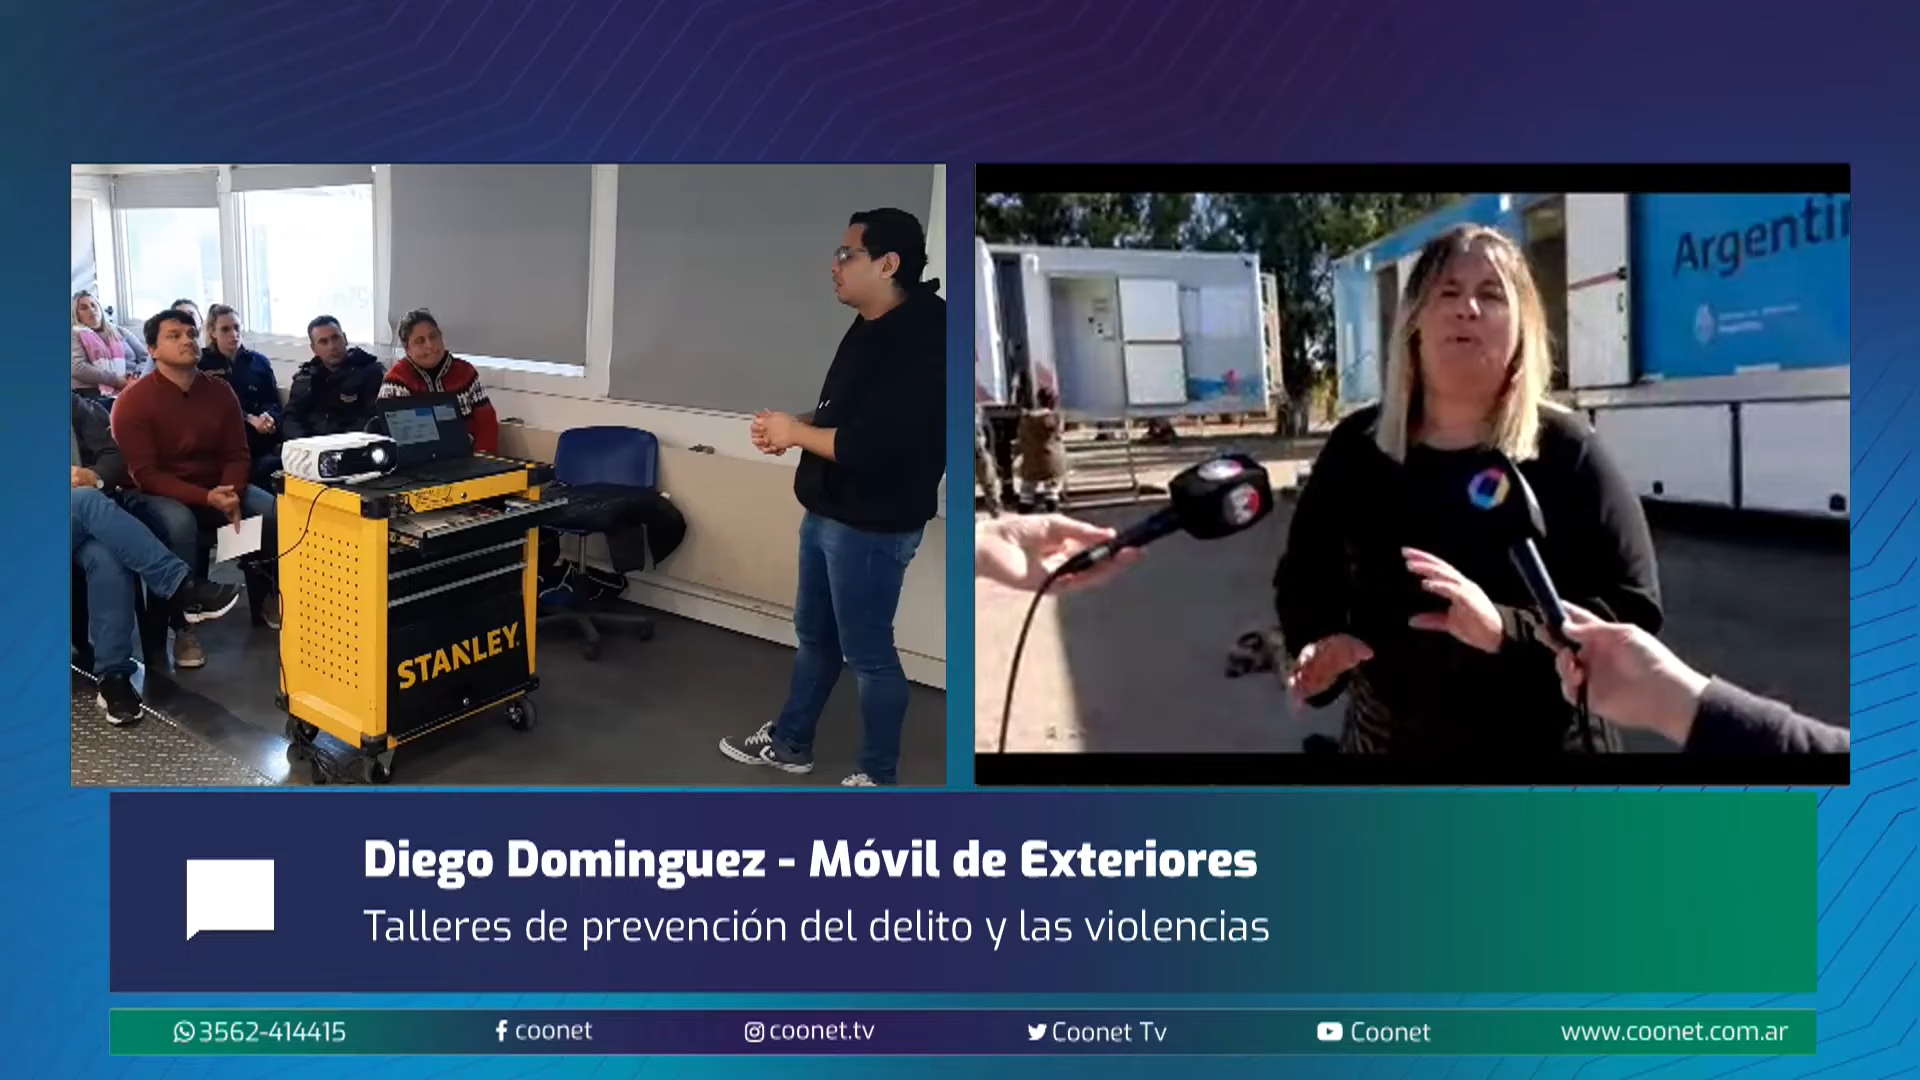 Argentin
STANLEY
Diego Dominguez - Móvil de Exteriores
Talleres de prevención del delito y las violencias
3562-414415
coonet
coonet.tv
Coonet Tv
Coonet
www.coonet.com.ar